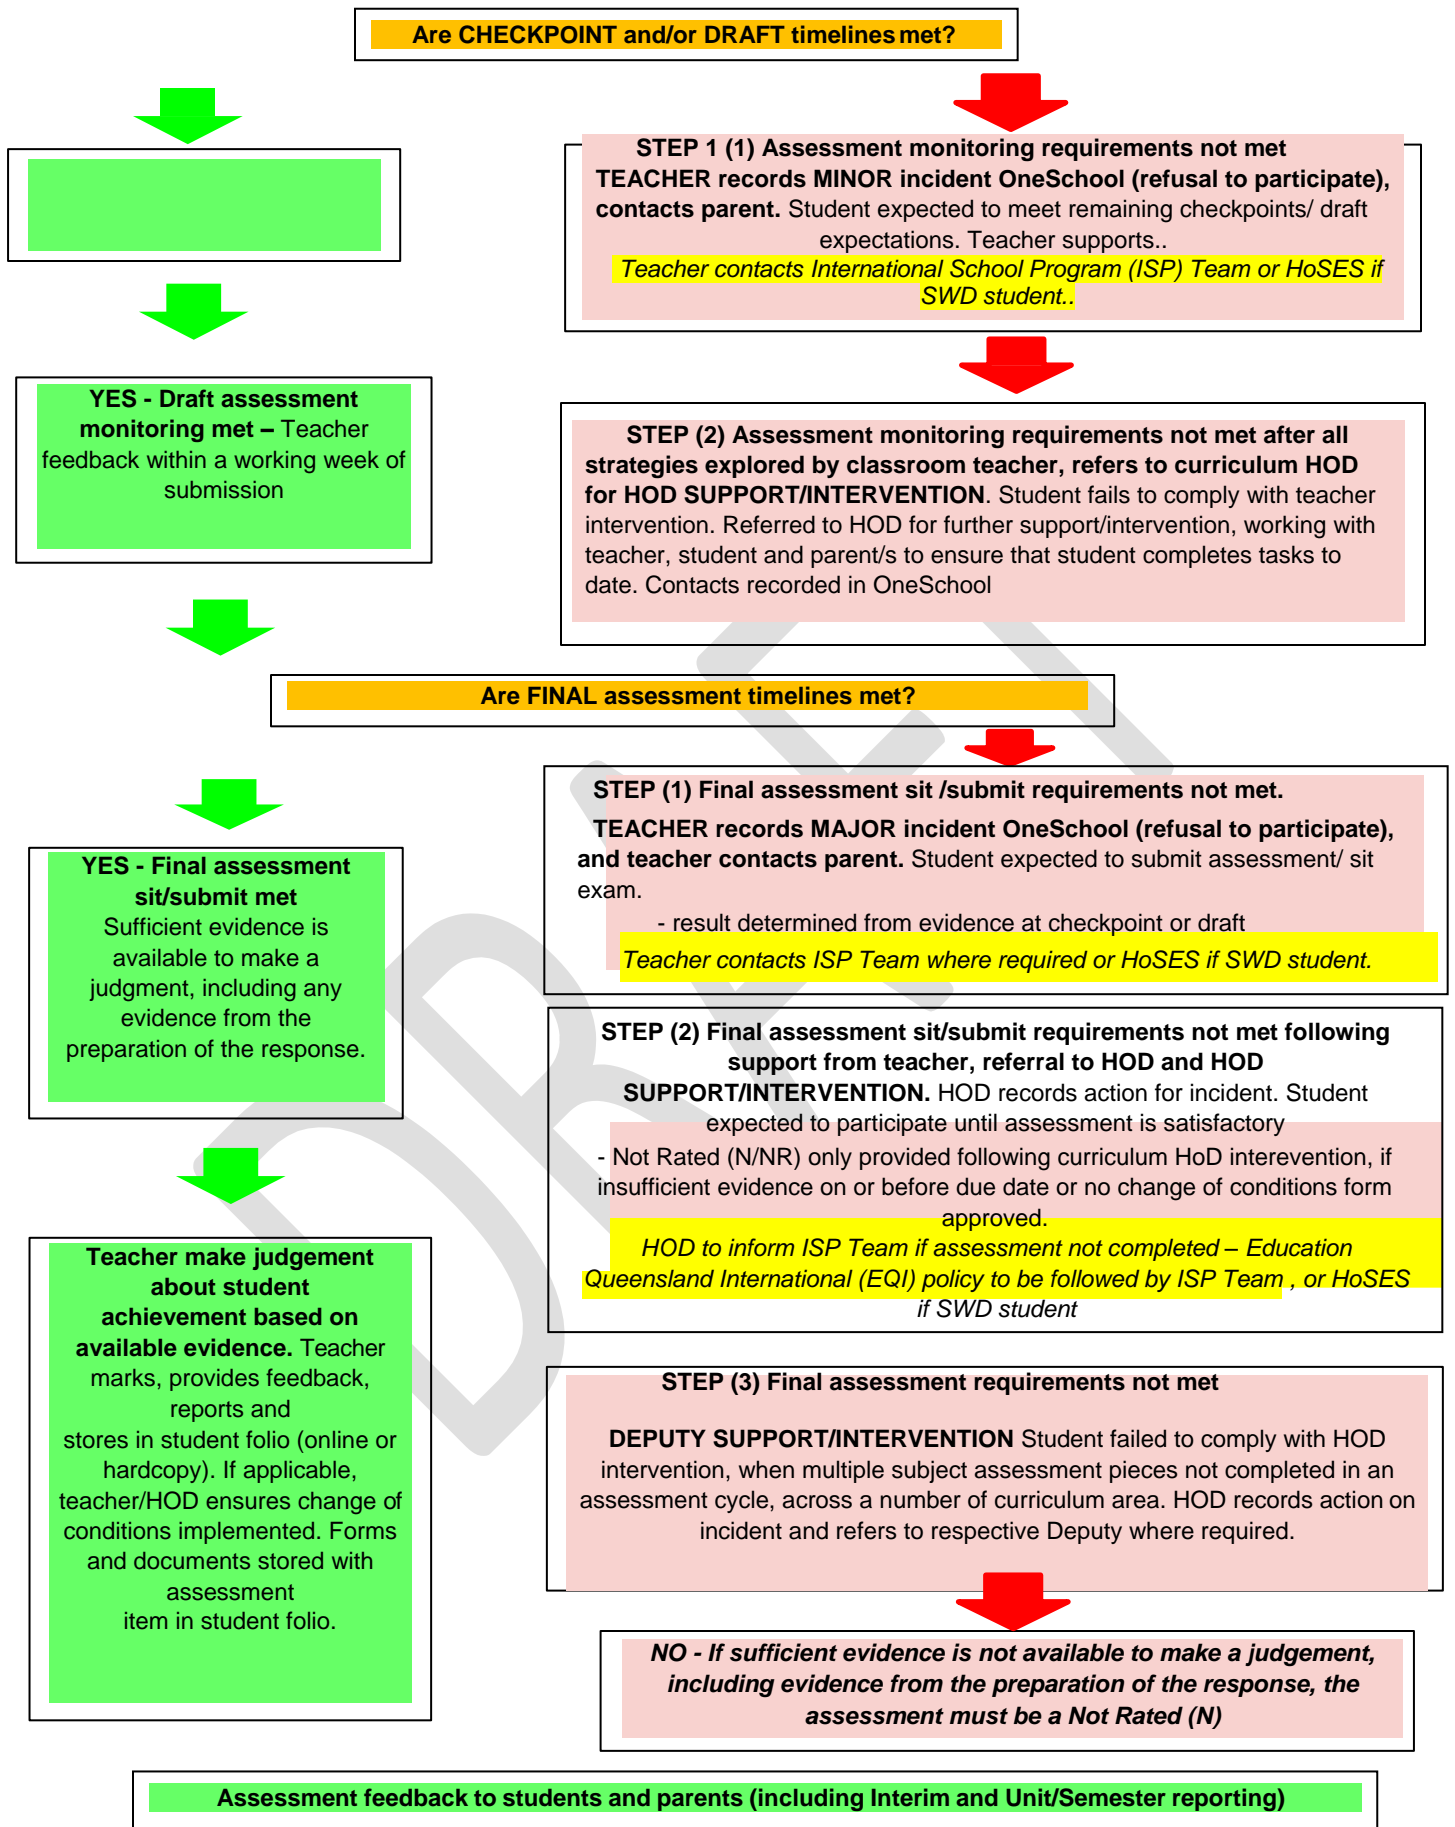 Are CHECKPOINT and/or DRAFT timelines met?
STEP 1 (1) Assessment monitoring requirements not met
TEACHER records MINOR incident OneSchool (refusal to participate),
contacts parent. Student expected to meet remaining checkpoints/ draft
expectations. Teacher supports..
Teacher contacts International School Program (ISP) Team or HoSES if
SWD student..
YES - Draft assessment
monitoring met – Teacher
feedback within a working week of
submission
STEP (2) Assessment monitoring requirements not met after all
strategies explored by classroom teacher, refers to curriculum HOD
for HOD SUPPORT/INTERVENTION. Student fails to comply with teacher
intervention. Referred to HOD for further support/intervention, working with
teacher, student and parent/s to ensure that student completes tasks to
date. Contacts recorded in OneSchool
Are FINAL assessment timelines met?
YES - Final assessment
sit/submit met
Sufficient evidence is
available to make a
judgment, including any
evidence from the
preparation of the response.
STEP (1) Final assessment sit /submit requirements not met.
TEACHER records MAJOR incident OneSchool (refusal to participate),
and teacher contacts parent. Student expected to submit assessment/ sit
exam.
- result determined from evidence at checkpoint or draft
Teacher contacts ISP Team where required or HoSES if SWD student.
STEP (2) Final assessment sit/submit requirements not met following
support from teacher, referral to HOD and HOD
SUPPORT/INTERVENTION. HOD records action for incident. Student
expected to participate until assessment is satisfactory
- Not Rated (N/NR) only provided following curriculum HoD interevention, if
insufficient evidence on or before due date or no change of conditions form
approved.
HOD to inform ISP Team if assessment not completed – Education
Queensland International (EQI) policy to be followed by ISP Team , or HoSES
if SWD student
Teacher make judgement
about student
achievement based on
available evidence. Teacher
marks, provides feedback,
reports and
stores in student folio (online or
hardcopy). If applicable,
teacher/HOD ensures change of
conditions implemented. Forms
and documents stored with
assessment
item in student folio.
STEP (3) Final assessment requirements not met
DEPUTY SUPPORT/INTERVENTION Student failed to comply with HOD
intervention, when multiple subject assessment pieces not completed in an
assessment cycle, across a number of curriculum area. HOD records action on
incident and refers to respective Deputy where required.
NO - If sufficient evidence is not available to make a judgement,
including evidence from the preparation of the response, the
assessment must be a Not Rated (N)
Assessment feedback to students and parents (including Interim and Unit/Semester reporting)
DRAFT